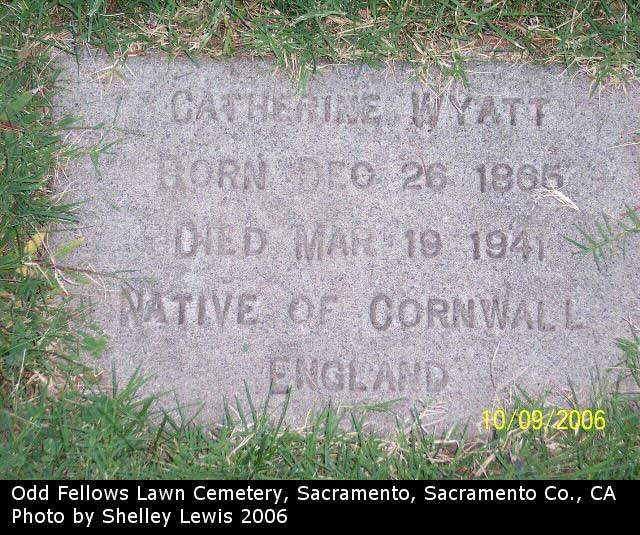 CATHERINE WYATT
BORN DEC 26 1865
DIED MAR 19 1941
NATIVE OF CORNWALL
ENGLAND
10/09/2006
Odd Fellows Lawn Cemetery, Sacramento, Sacramento Co., CA
Photo by Shelley Lewis 2006